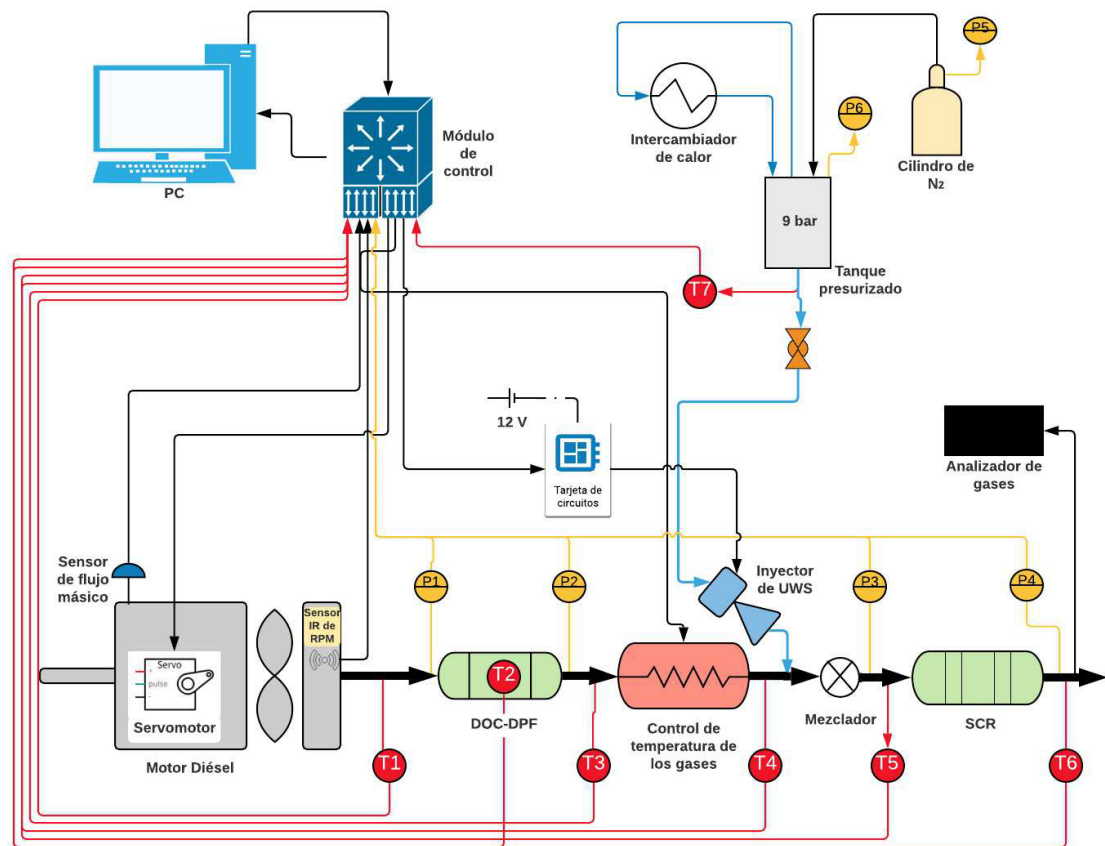 P5
P6
Intercambiador
de calor
Cilindro de
N₂
Módulo
de
control
PC
9 bar
Tanque
presurizado
T7
12 V
Tarjeta de
circuitos
Analizador de
gases
Sensor
de flujo
másico
P1
P2
Inyector
de UWS
P3
P4
Sensor
IR de
RPM
Servo
+
pulse
-
Servomotor
T2
DOC-DPF
Mezclador
SCR
Control de
temperatura de
los gases
Motor Diésel
T1
T3
T4
T5
T6